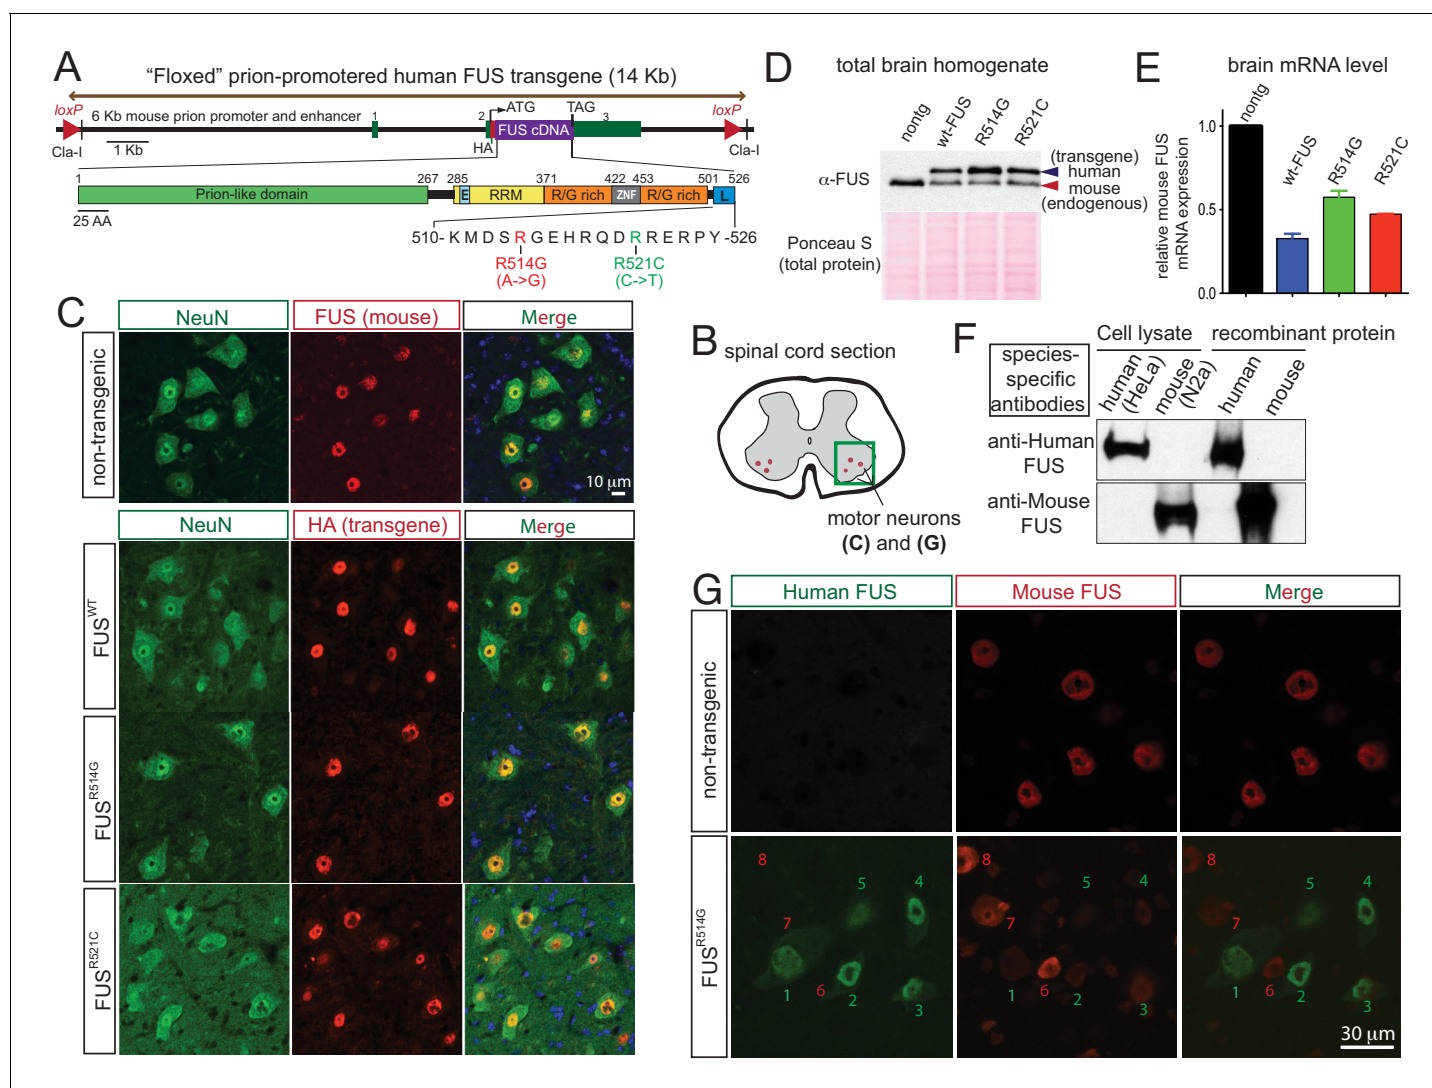 A
“Floxed” prion-promotered human FUS transgene (14 Kb)
loxP
6 Kb mouse prion promoter and enhancer
1
2
ATG
TAG
3
loxP
FUS cDNA
HA
Cla-I
1 Kb
Cla-I
1
267
285
371
422
453
501
526
Prion-like domain
E
RRM
R/G rich
ZNF
R/G rich
L
25 AA
510- K M D S R G E H R Q D R R E R P Y -526
R514G
(A->G)
R521C
(C->T)
C
NeuN
FUS (mouse)
Merge
non-transgenic
10 µm
NeuN
HA (transgene)
Merge
FUS^WT
FUS^R514G
FUS^R521C
D
total brain homogenate
nontg
wt-FUS
R514G
R521C
α-FUS
(transgene)
human
mouse
(endogenous)
Ponceau S
(total protein)
E
brain mRNA level
relative mouse FUS
mRNA expression
1.0
0.5
0.0
nontg
wt-FUS
R514G
R521C
B
spinal cord section
motor neurons
(C) and (G)
F
species-
specific
antibodies
Cell lysate
recombinant protein
human
(HeLa)
mouse
(N2a)
human
mouse
anti-Human
FUS
anti-Mouse
FUS
G
Human FUS
Mouse FUS
Merge
non-transgenic
FUS^R514G
8
5
4
7
1
6
2
3
8
5
4
7
1
6
2
3
8
5
4
7
1
6
2
3
30 µm